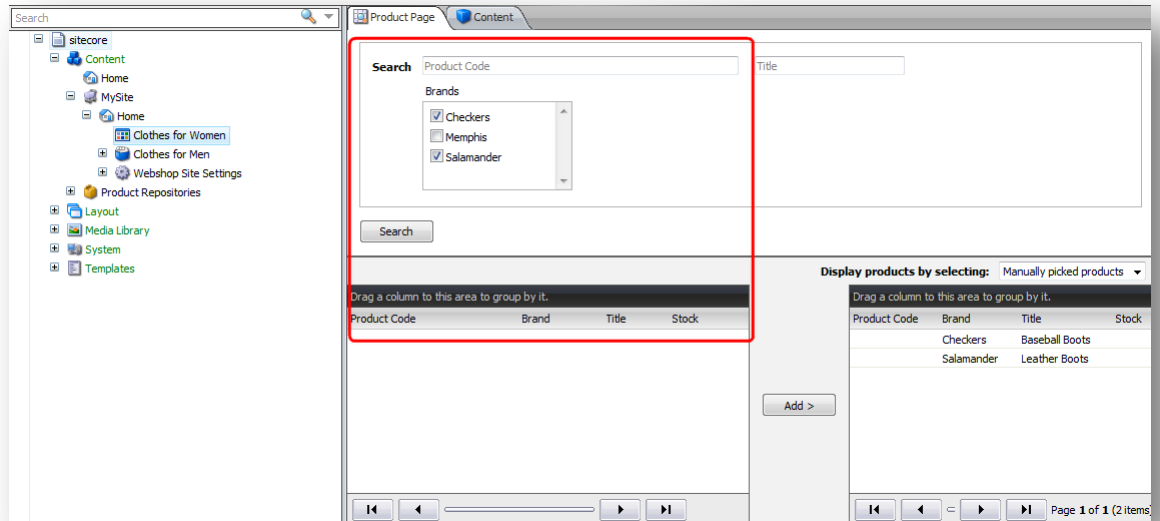 Search
sitecore
Content
Home
MySite
Home
Clothes for Women
Clothes for Men
Webshop Site Settings
Product Repositories
Layout
Media Library
System
Templates
Product Page
Content
Search
Product Code
Title
Brands
Checkers
Memphis
Salamander
Search
Display products by selecting: Manually picked products
Drag a column to this area to group by it.
Product Code Brand Title Stock
Add >
Drag a column to this area to group by it.
Product Code Brand Title Stock
Checkers Baseball Boots
Salamander Leather Boots
Page 1 of 1 (2 items)